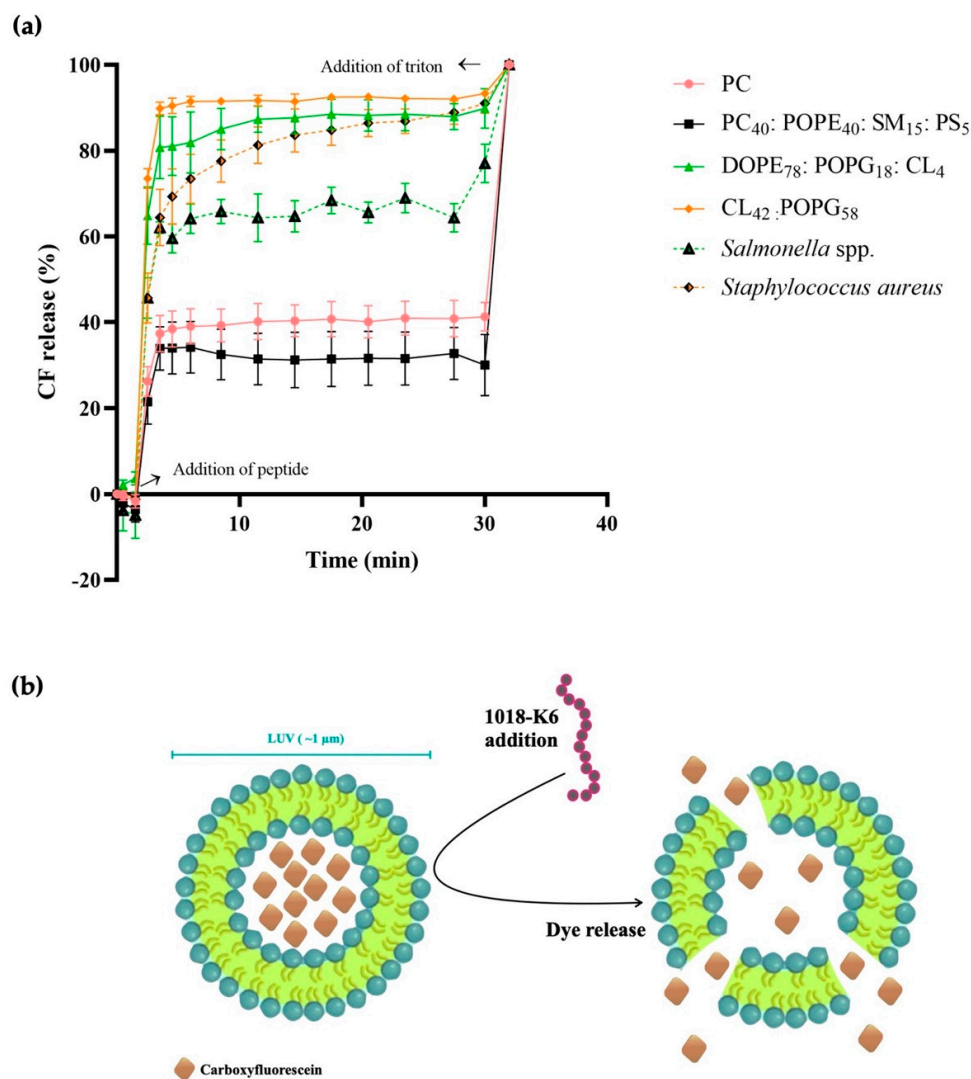 (a)
100
80
60
40
20
0
-20
CF release (%)
Addition of triton
Addition of peptide
10
20
30
40
Time (min)
PC
PC40: POPE40: SM15: PS5
DOPE78: POPG18: CL4
CL42 :POPG58
Salmonella spp.
Staphylococcus aureus
(b)
LUV ( ~1 µm)
1018-K6
addition
Dye release
Carboxyfluorescein